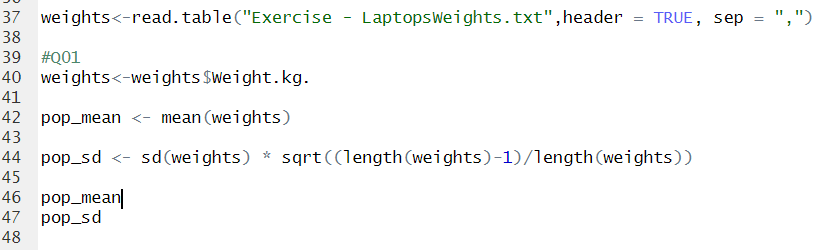 37 weights<-read.table("Exercise - LaptopsWeights.txt",header = TRUE, sep = ",")
38
39 #Q01
40 weights<-weights$Weight.kg.
41
42 pop_mean <- mean(weights)
43
44 pop_sd <- sd(weights) * sqrt((length(weights)-1)/length(weights))
45
46 pop_mean
47 pop_sd
48